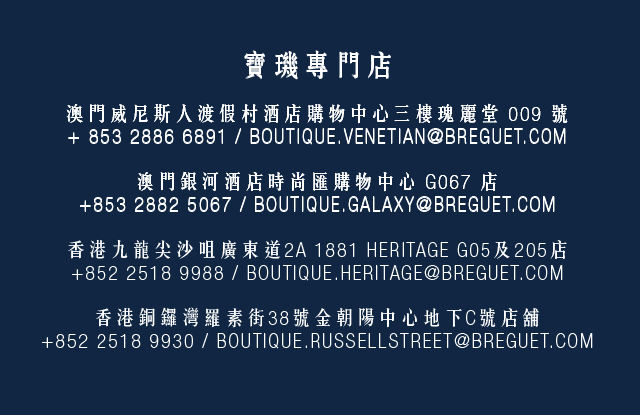 寶璣專門店
澳門威尼斯人渡假村酒店購物中心三樓瑰麗堂 009 號
+ 853 2886 6891 / BOUTIQUE.VENETIAN@BREGUET.COM
澳門銀河酒店時尚匯購物中心 G067 店
+853 2882 5067 / BOUTIQUE.GALAXY@BREGUET.COM
香港九龍尖沙咀廣東道2A 1881 HERITAGE G05及205店
+852 2518 9988 / BOUTIQUE.HERITAGE@BREGUET.COM
香港銅鑼灣羅素街38號金朝陽中心地下C號店舖
+852 2518 9930 / BOUTIQUE.RUSSELLSTREET@BREGUET.COM